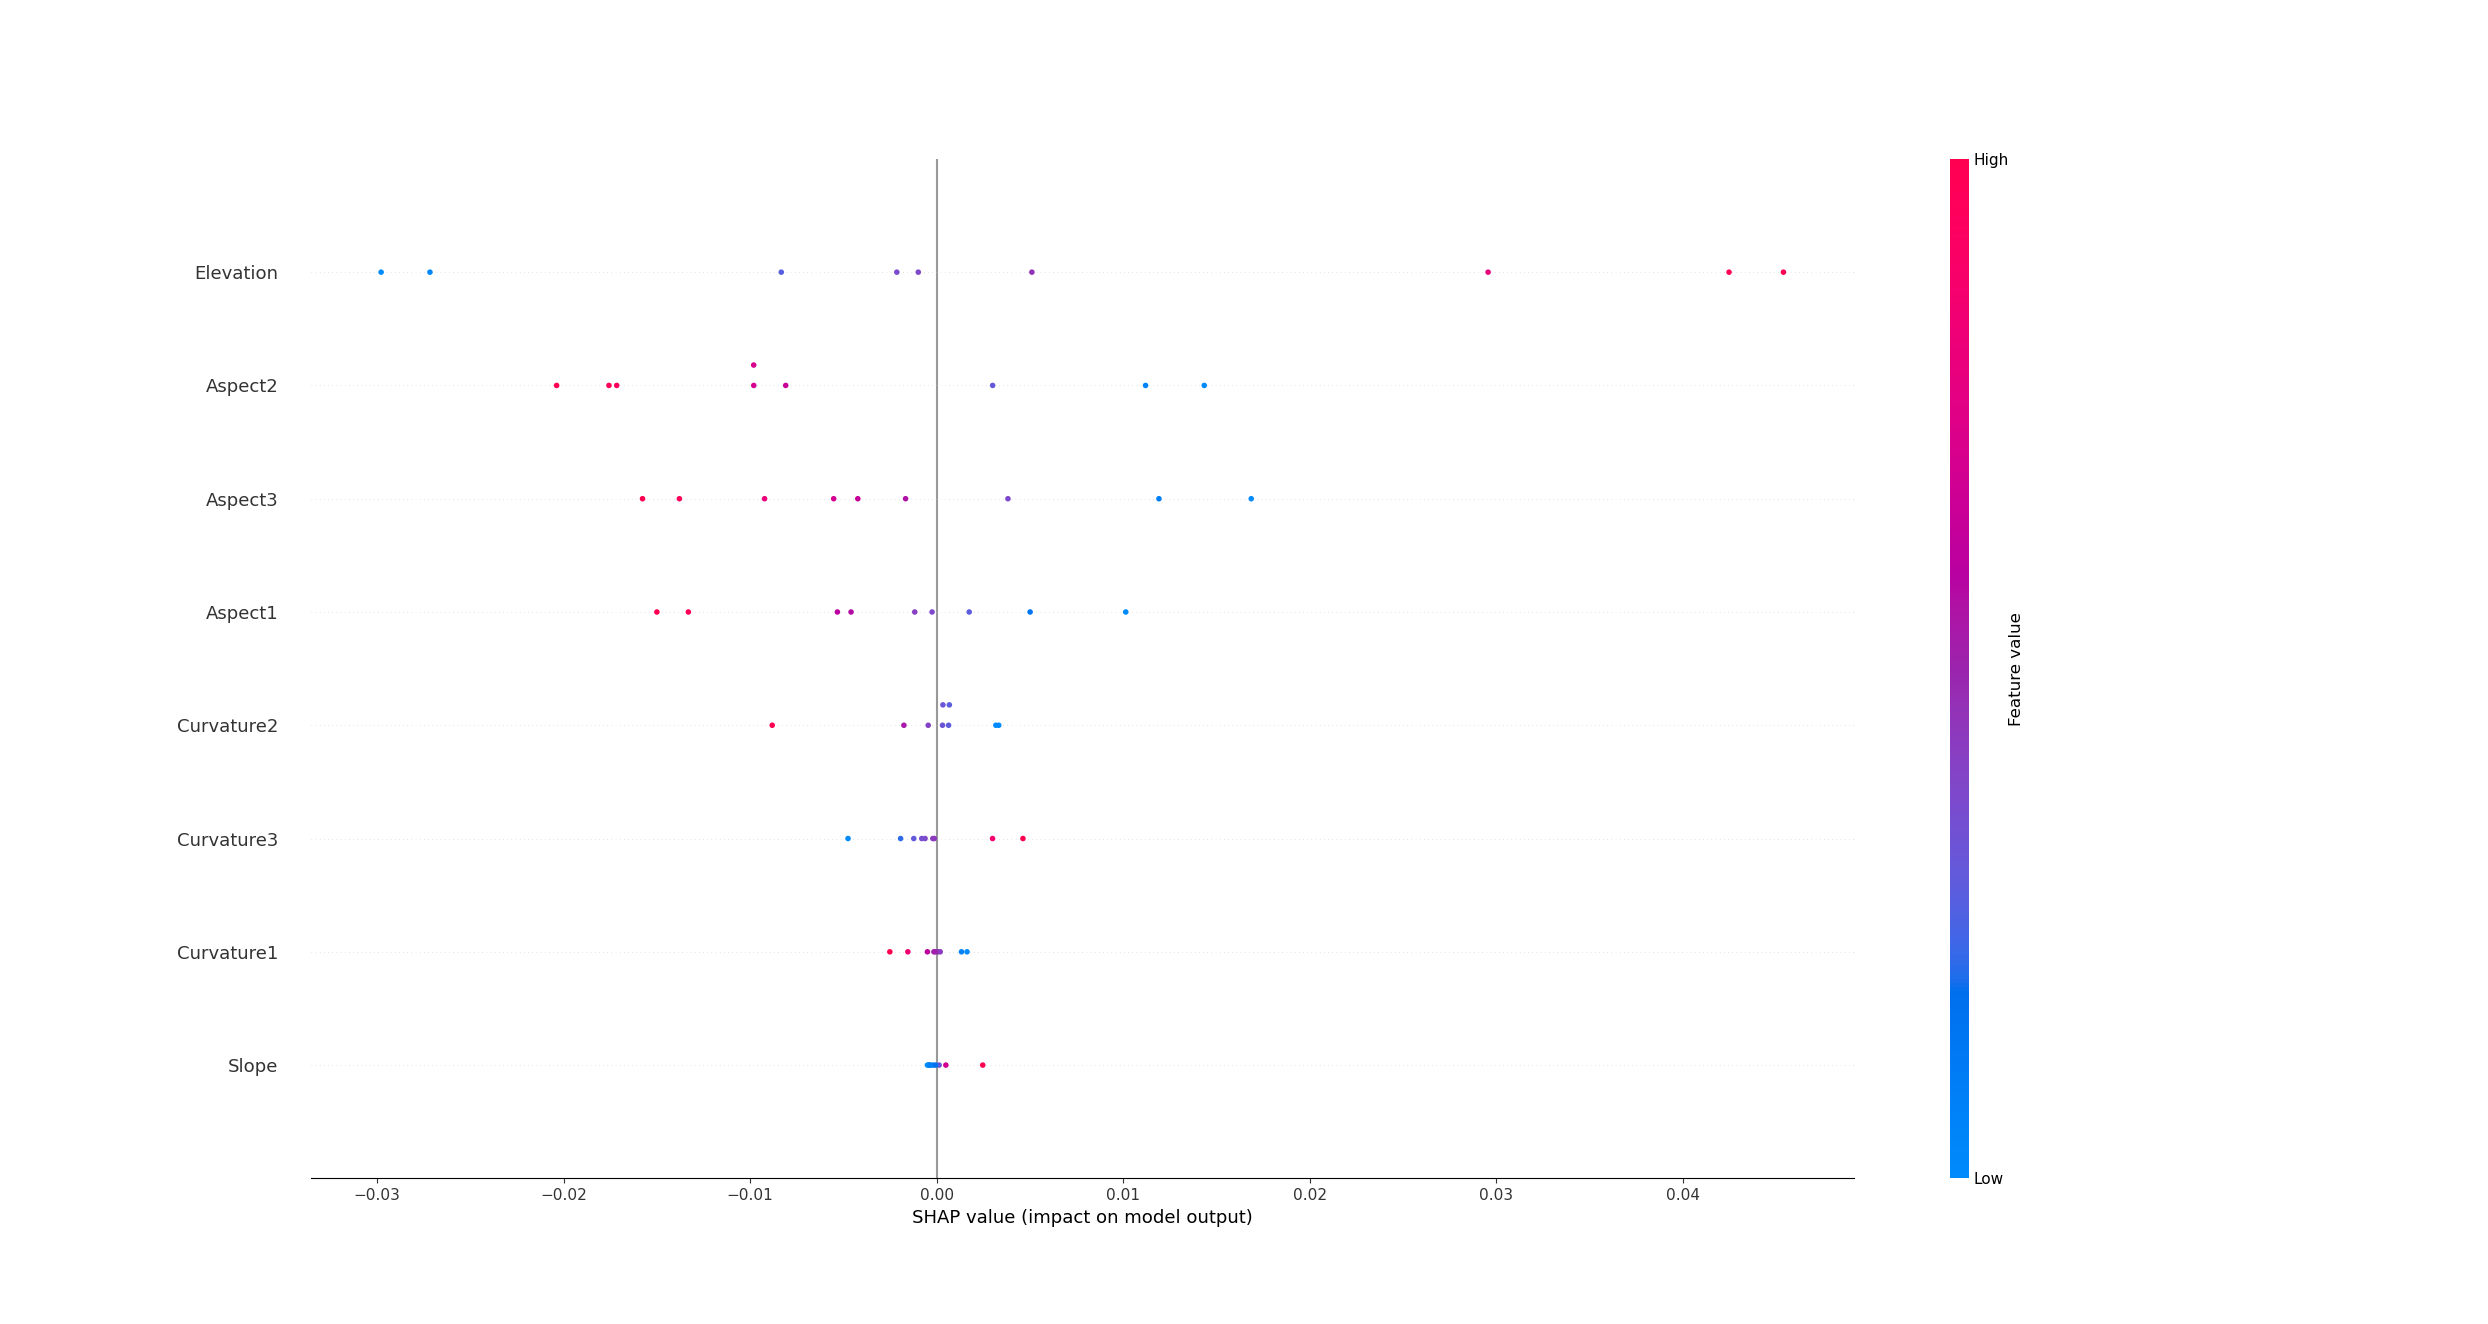 High
Elevation
Aspect2
Aspect3
Aspect1
Feature value
Curvature2
Curvature3
Curvature1
Slope
Low
−0.03 −0.02 −0.01 0.00 0.01 0.02 0.03 0.04
SHAP value (impact on model output)